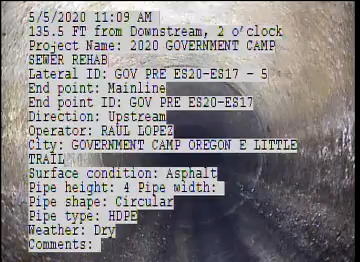 5/5/2020 11:09 AM
135.5 FT from Downstream, 2 o'clock
Project Name: 2020 GOVERNMENT CAMP
SEWER REHAB
Lateral ID: GOV PRE ES20-ES17 - 5
End point: Mainline
End point ID: GOV PRE ES20-ES17
Direction: Upstream
Operator: RAUL LOPEZ
City: GOVERNMENT CAMP OREGON E LITTLE
TRAIL
Surface condition: Asphalt
Pipe height: 4 Pipe width:
Pipe shape: Circular
Pipe type: HDPE
Weather: Dry
Comments: